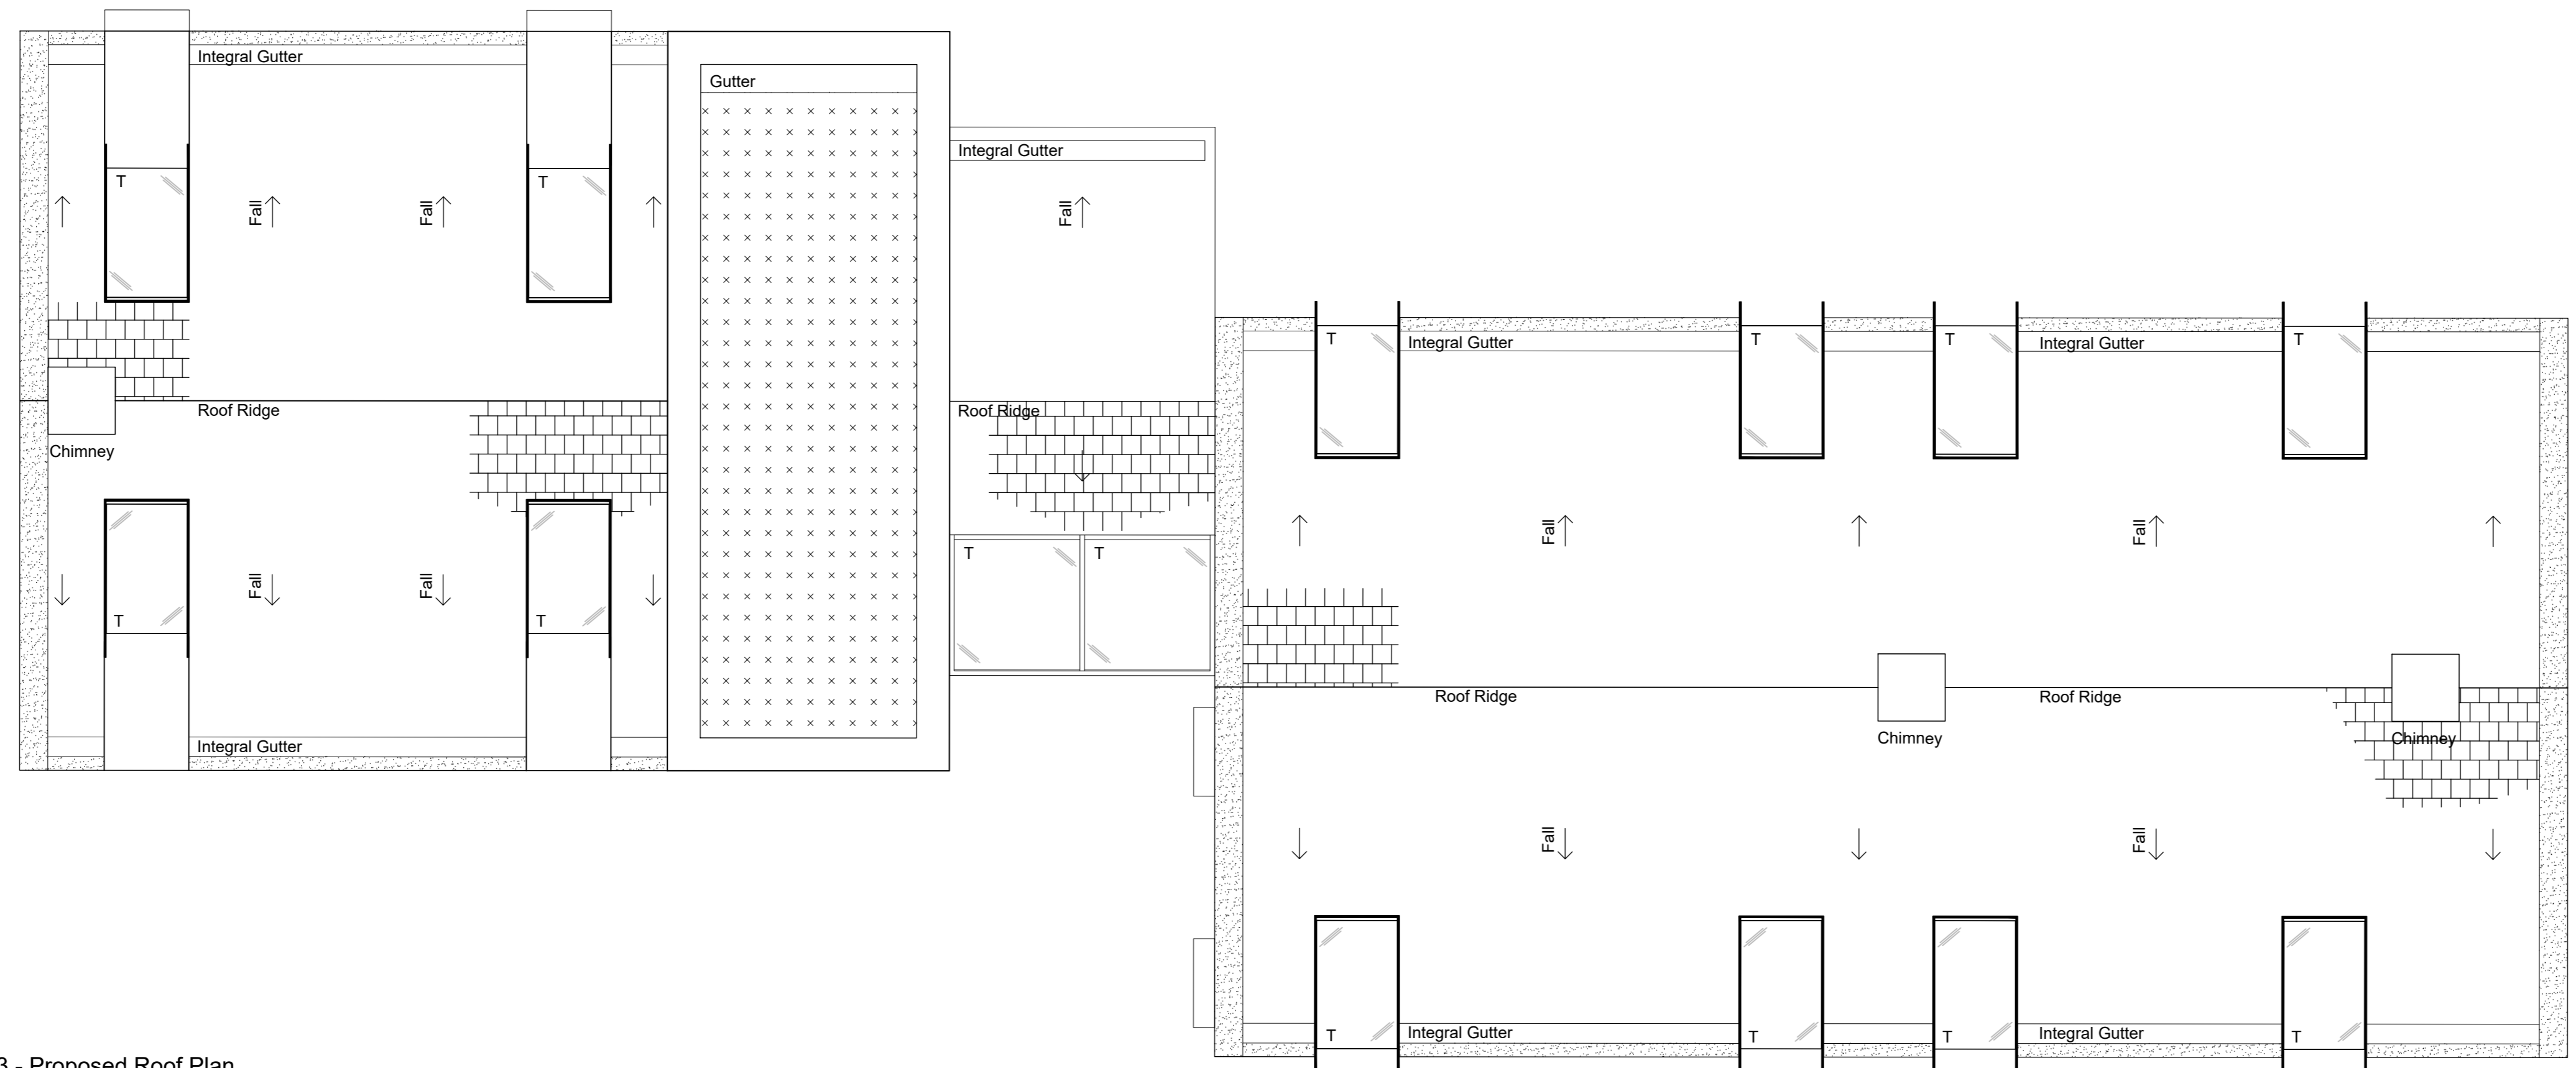 Integral Gutter
Gutter
Integral Gutter
T
T
Fall
Fall
Fall
T
Integral Gutter
T
T
Integral Gutter
T
Roof Ridge
Roof Ridge
Chimney
Fall
Fall
T
T
Fall
Fall
T
T
Roof Ridge
Roof Ridge
Chimney
Chimney
Integral Gutter
Fall
Fall
T
Integral Gutter
T
T
Integral Gutter
T
3 - Proposed Roof Plan